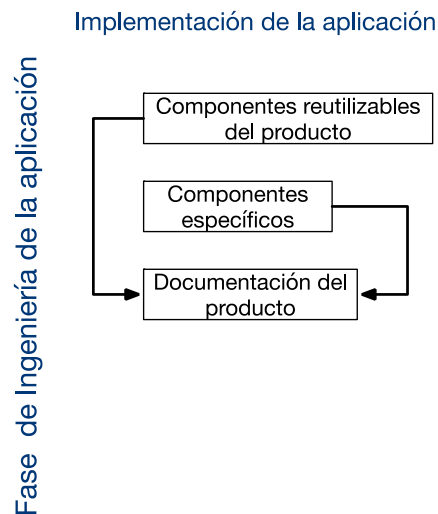 Implementación de la aplicación
Fase de Ingeniería de la aplicación
Componentes reutilizables
del producto
Componentes
específicos
Documentación del
producto